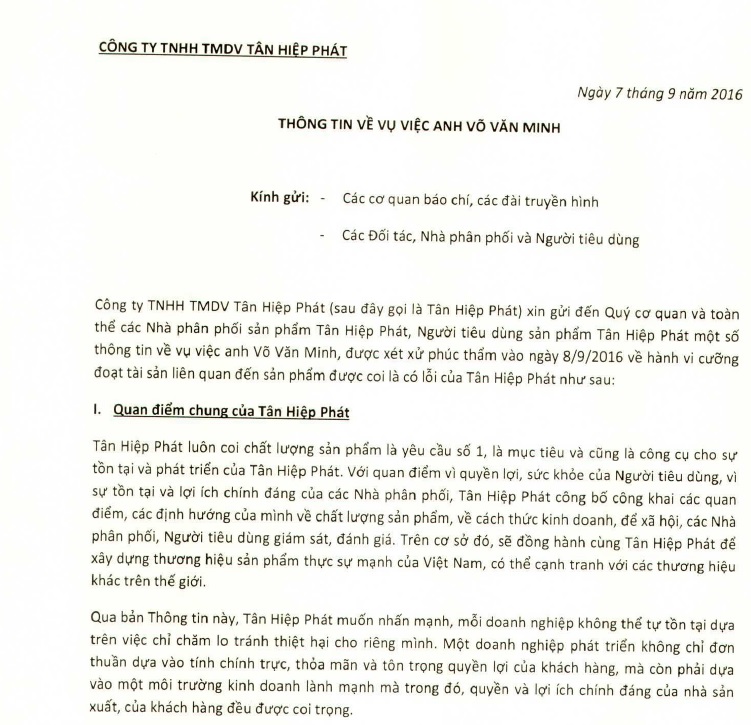 CÔNG TY TNHH TMDV TÂN HIỆP PHÁT
Ngày 7 tháng 9 năm 2016
THÔNG TIN VỀ VỤ VIỆC ANH VÕ VĂN MINH
Kính gửi: - Các cơ quan báo chí, các đài truyền hình
- Các Đối tác, Nhà phân phối và Người tiêu dùng
Công ty TNHH TMDV Tân Hiệp Phát (sau đây gọi là Tân Hiệp Phát) xin gửi đến Quý cơ quan và toàn
thể các Nhà phân phối sản phẩm Tân Hiệp Phát, Người tiêu dùng sản phẩm Tân Hiệp Phát một số
thông tin về vụ việc anh Võ Văn Minh, được xét xử phúc thẩm vào ngày 8/9/2016 về hành vi cưỡng
đoạt tài sản liên quan đến sản phẩm được coi là có lỗi của Tân Hiệp Phát như sau:
I. Quan điểm chung của Tân Hiệp Phát
Tân Hiệp Phát luôn coi chất lượng sản phẩm là yêu cầu số 1, là mục tiêu và cũng là công cụ cho sự
tồn tại và phát triển của Tân Hiệp Phát. Với quan điểm vì quyền lợi, sức khỏe của Người tiêu dùng, vì
sự tồn tại và lợi ích chính đáng của các Nhà phân phối, Tân Hiệp Phát công bố công khai các quan
điểm, các định hướng của mình về chất lượng sản phẩm, về cách thức kinh doanh, để xã hội, các Nhà
phân phối, Người tiêu dùng giám sát, đánh giá. Trên cơ sở đó, sẽ đồng hành cùng Tân Hiệp Phát để
xây dựng thương hiệu sản phẩm thực sự mạnh của Việt Nam, có thể cạnh tranh với các thương hiệu
khác trên thế giới.
Qua bản Thông tin này, Tân Hiệp Phát muốn nhấn mạnh, mỗi doanh nghiệp không thể tự tồn tại dựa
trên việc chỉ chăm lo tránh thiệt hại cho riêng mình. Một doanh nghiệp phát triển không chỉ đơn
thuần dựa vào tính chính trực, thỏa mãn và tôn trọng quyền lợi của khách hàng, mà còn phải dựa
vào một môi trường kinh doanh lành mạnh mà trong đó, quyền và lợi ích chính đáng của nhà sản
xuất, của khách hàng đều được coi trọng.